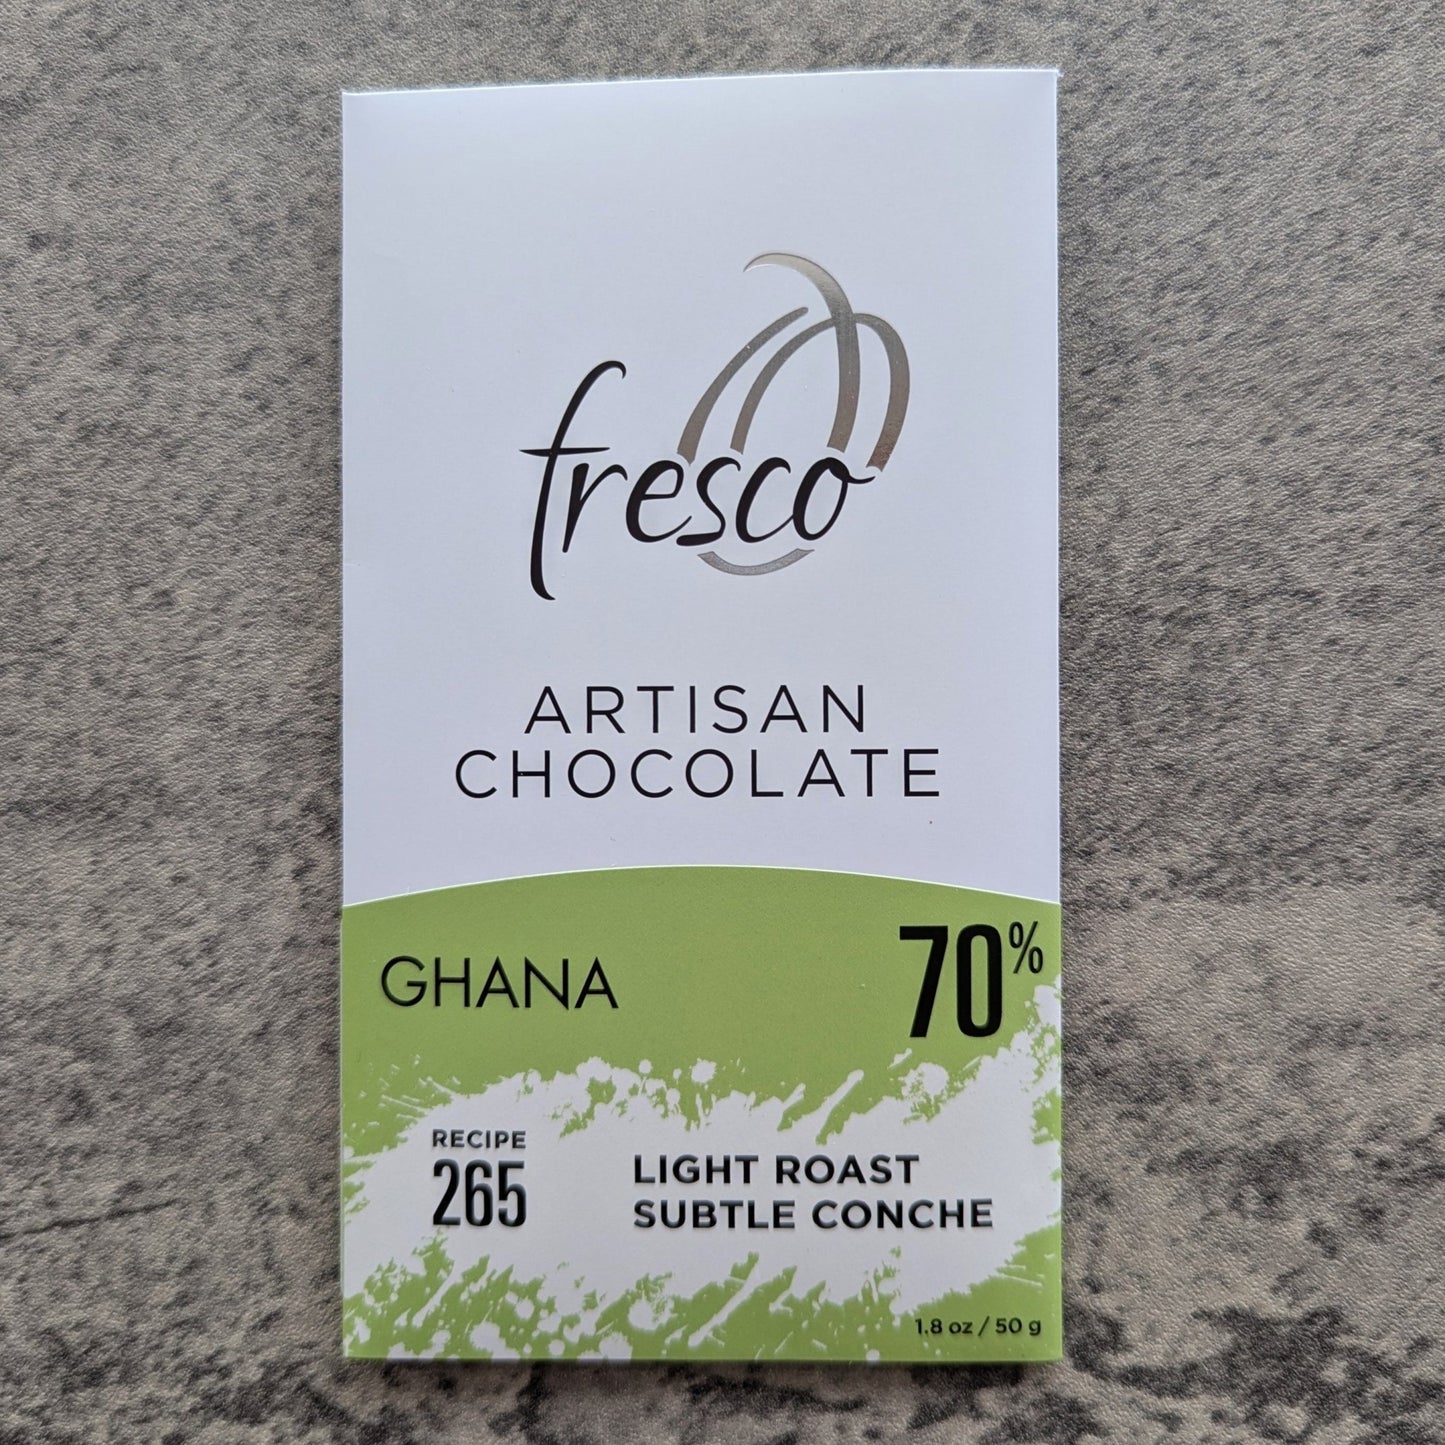 fresco
ARTISAN
CHOCOLATE
GHANA
70%
RECIPE
265
LIGHT ROAST
SUBTLE CONCHE
1.8 oz / 50 g